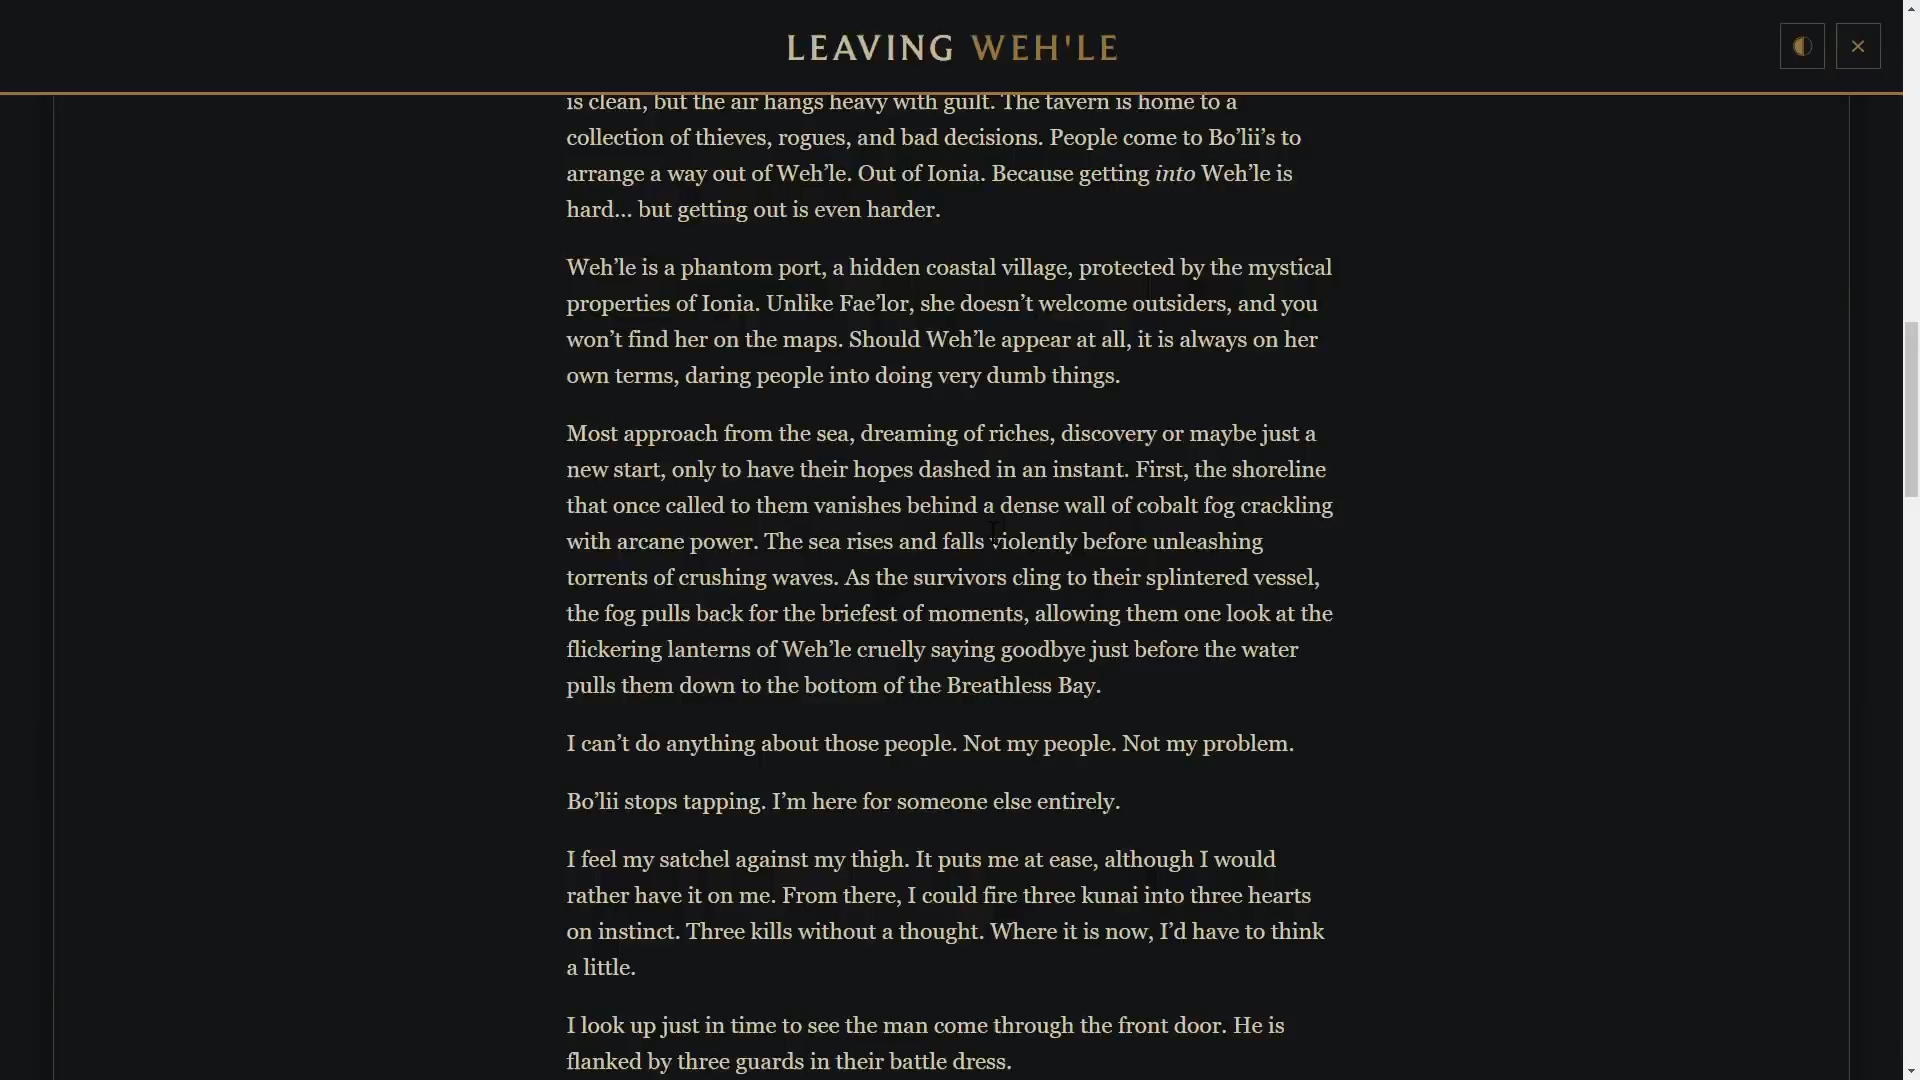 LEAVING WEH'LE
is clean, but the air hangs heavy with guilt. The tavern is home to a
collection of thieves, rogues, and bad decisions. People come to Bo’lii’s to
arrange a way out of Weh’le. Out of Ionia. Because getting into Weh’le is
hard... but getting out is even harder.
Weh’le is a phantom port, a hidden coastal village, protected by the mystical
properties of Ionia. Unlike Fae’lor, she doesn’t welcome outsiders, and you
won’t find her on the maps. Should Weh’le appear at all, it is always on her
own terms, daring people into doing very dumb things.
Most approach from the sea, dreaming of riches, discovery or maybe just a
new start, only to have their hopes dashed in an instant. First, the shoreline
that once called to them vanishes behind a dense wall of cobalt fog crackling
with arcane power. The sea rises and falls violently before unleashing
torrents of crushing waves. As the survivors cling to their splintered vessel,
the fog pulls back for the briefest of moments, allowing them one look at the
flickering lanterns of Weh’le cruelly saying goodbye just before the water
pulls them down to the bottom of the Breathless Bay.
I can’t do anything about those people. Not my people. Not my problem.
Bo’lii stops tapping. I’m here for someone else entirely.
I feel my satchel against my thigh. It puts me at ease, although I would
rather have it on me. From there, I could fire three kunai into three hearts
on instinct. Three kills without a thought. Where it is now, I’d have to think
a little.
I look up just in time to see the man come through the front door. He is
flanked by three guards in their battle dress.